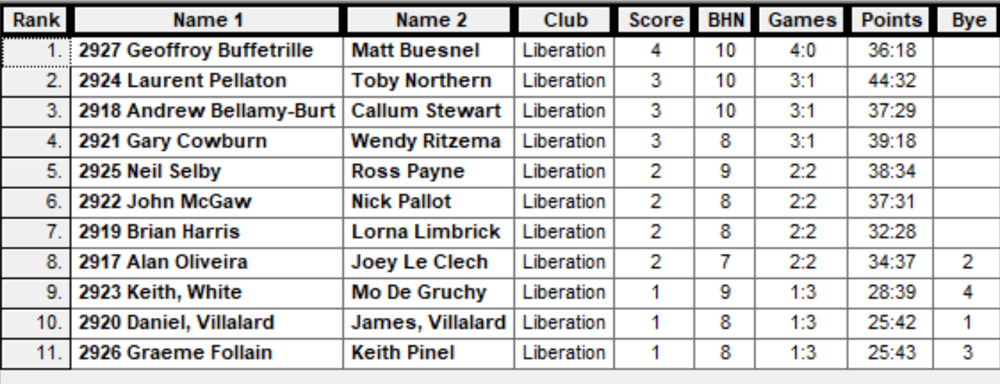 Rank Name 1 Name 2 Club Score BHN Games Points Bye
1. 2927 Geoffroy Buffetrille Matt Buesnel Liberation 4 10 4:0 36:18
2. 2924 Laurent Pellaton Toby Northern Liberation 3 10 3:1 44:32
3. 2918 Andrew Bellamy-Burt Callum Stewart Liberation 3 10 3:1 37:29
4. 2921 Gary Cowburn Wendy Ritzema Liberation 3 8 3:1 39:18
5. 2925 Neil Selby Ross Payne Liberation 2 9 2:2 38:34
6. 2922 John McGaw Nick Pallot Liberation 2 8 2:2 37:31
7. 2919 Brian Harris Lorna Limbrick Liberation 2 8 2:2 32:28
8. 2917 Alan Oliveira Joey Le Clech Liberation 2 7 2:2 34:37 2
9. 2923 Keith, White Mo De Gruchy Liberation 1 9 1:3 28:39 4
10. 2920 Daniel, Villalard James, Villalard Liberation 1 8 1:3 25:42 1
11. 2926 Graeme Follain Keith Pinel Liberation 1 8 1:3 25:43 3